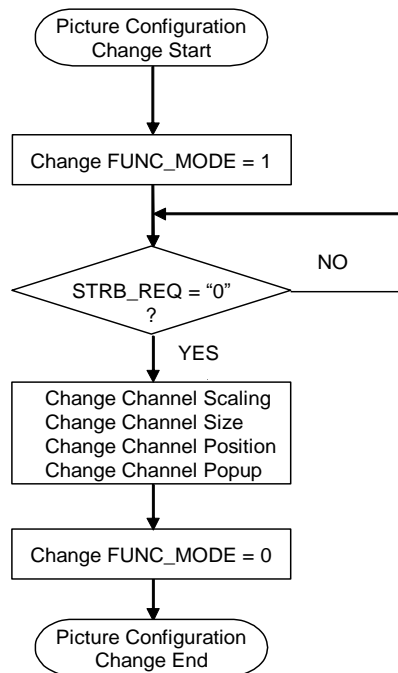 Picture Configuration
Change Start
Change FUNC_MODE = 1
NO
STRB_REQ = “0”
?
YES
Change Channel Scaling
Change Channel Size
Change Channel Position
Change Channel Popup
Change FUNC_MODE = 0
Picture Configuration
Change End